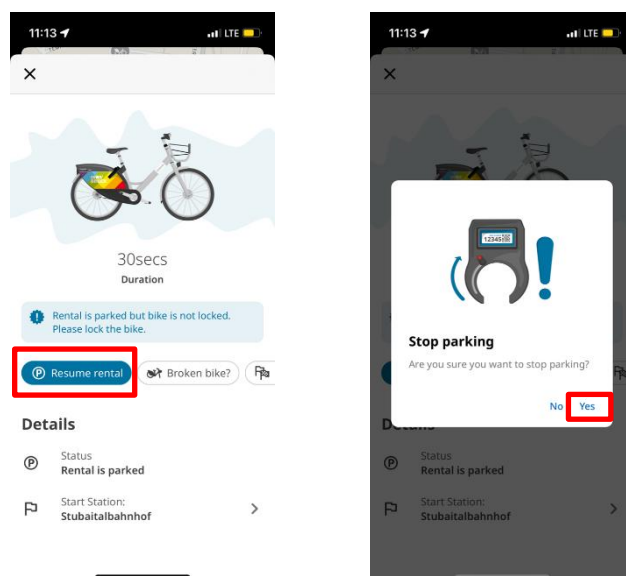 11:13
LTE
30secs
Duration
Rental is parked but bike is not locked.
Please lock the bike.
Resume rental
Broken bike?
Details
Status
Rental is parked
Start Station:
Stubaitalbahnhof
11:13
LTE
12345
Stop parking
Are you sure you want to stop parking?
No Yes
Status
Rental is parked
Start Station:
Stubaitalbahnhof